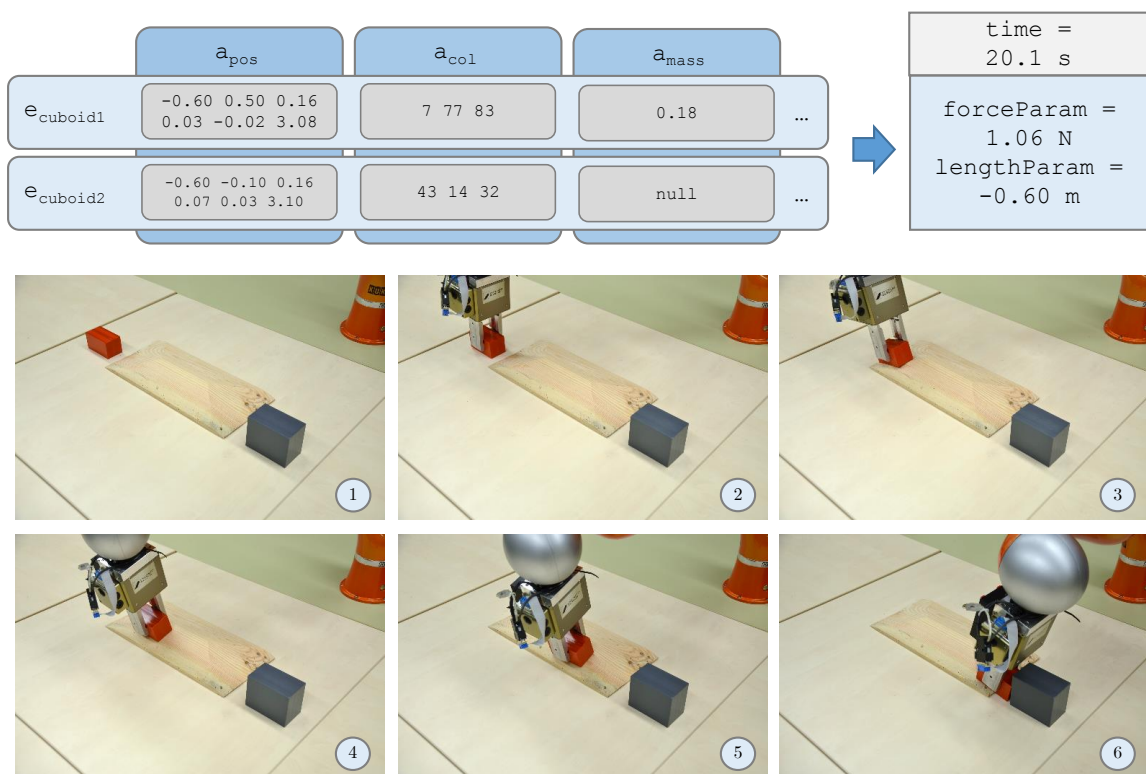 a_pos a_col a_mass
e_cuboid1
-0.60 0.50 0.16
0.03 -0.02 3.08
7 77 83
0.18
...
e_cuboid2
-0.60 -0.10 0.16
0.07 0.03 3.10
43 14 32
null
...
time =
20.1 s
forceParam =
1.06 N
lengthParam =
-0.60 m
1
2
3
4
5
6